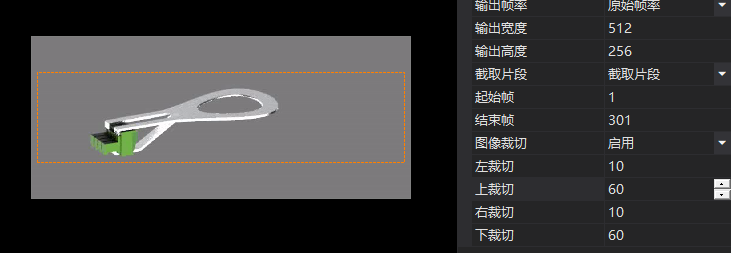 输出帧率 原始帧率
输出宽度 512
输出高度 256
截取片段 截取片段
起始帧 1
结束帧 301
图像裁切 启用
左裁切 10
上裁切 60
右裁切 10
下裁切 60